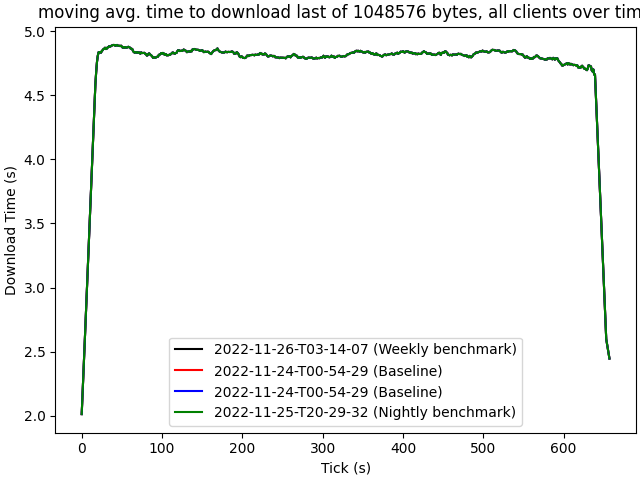 moving avg. time to download last of 1048576 bytes, all clients over tim
5.0
4.5
4.0
3.5
3.0
2.5
2.0
Download Time (s)
2022-11-26-T03-14-07 (Weekly benchmark)
2022-11-24-T00-54-29 (Baseline)
2022-11-24-T00-54-29 (Baseline)
2022-11-25-T20-29-32 (Nightly benchmark)
0 100 200 300 400 500 600
Tick (s)